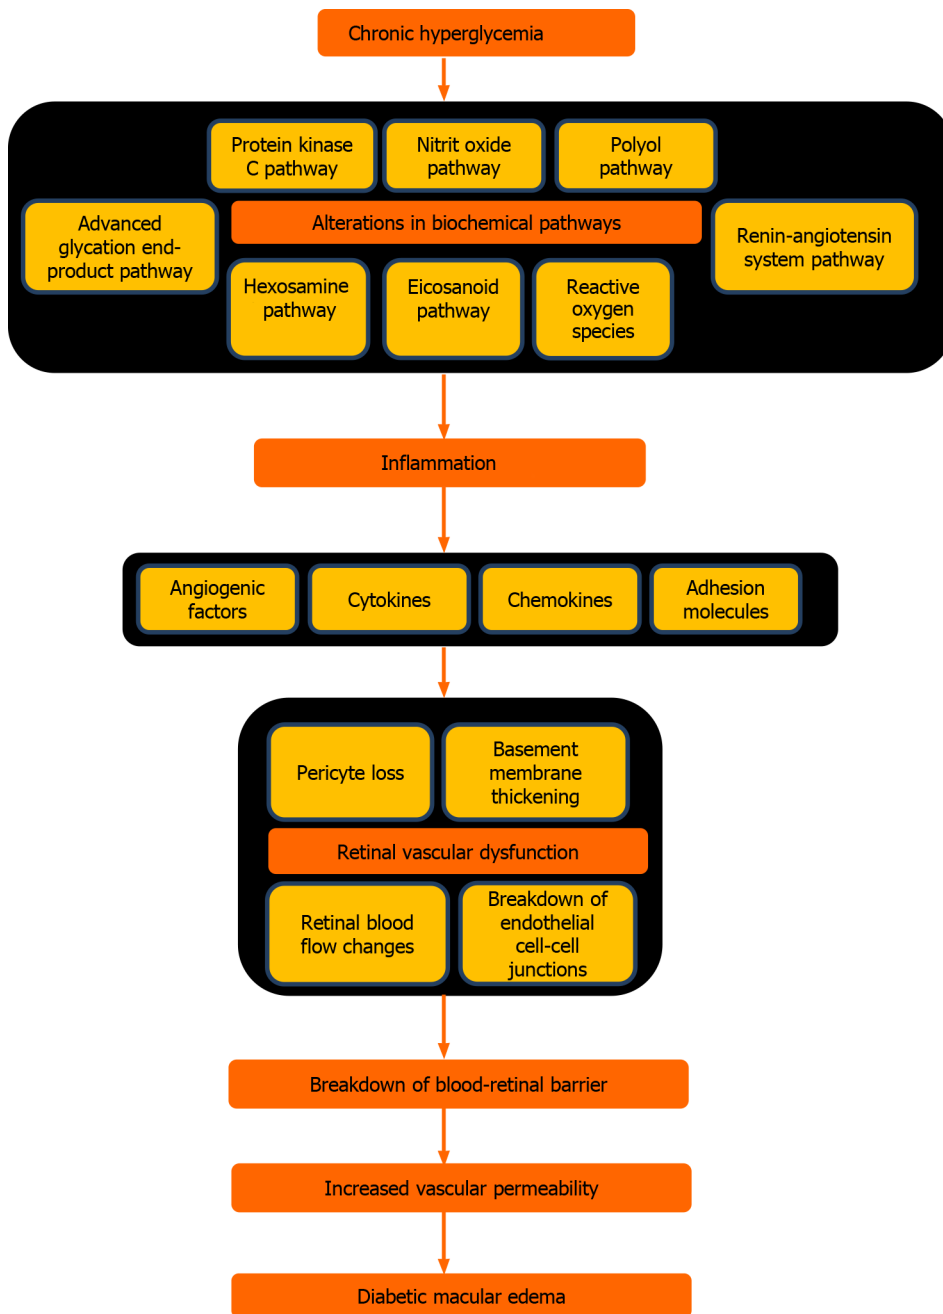 Chronic hyperglycemia
Protein kinase
C pathway
Nitrit oxide
pathway
Polyol
pathway
Advanced
glycation end-
product pathway
Alterations in biochemical pathways
Renin-angiotensin
system pathway
Hexosamine
pathway
Eicosanoid
pathway
Reactive
oxygen
species
Inflammation
Angiogenic
factors
Cytokines
Chemokines
Adhesion
molecules
Pericyte loss
Basement
membrane
thickening
Retinal vascular dysfunction
Retinal blood
flow changes
Breakdown of
endothelial
cell-cell
junctions
Breakdown of blood-retinal barrier
Increased vascular permeability
Diabetic macular edema